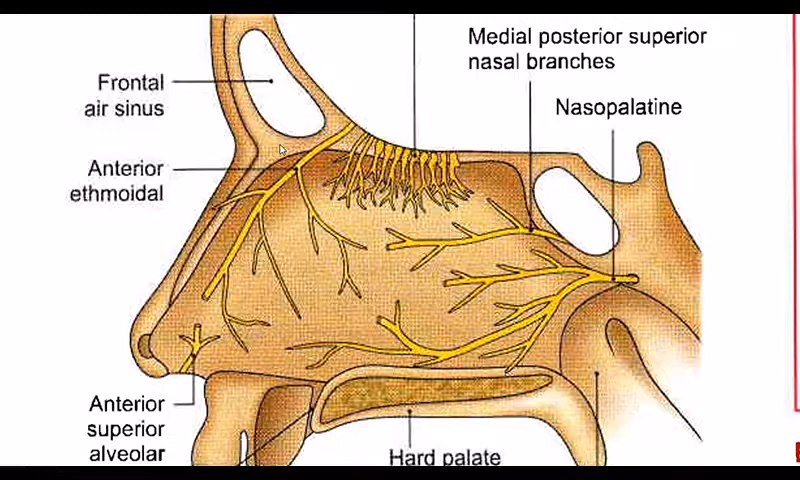 Medial posterior superior
nasal branches
Frontal
air sinus
Nasopalatine
Anterior
ethmoidal
Anterior
superior
alveolar
Hard palate